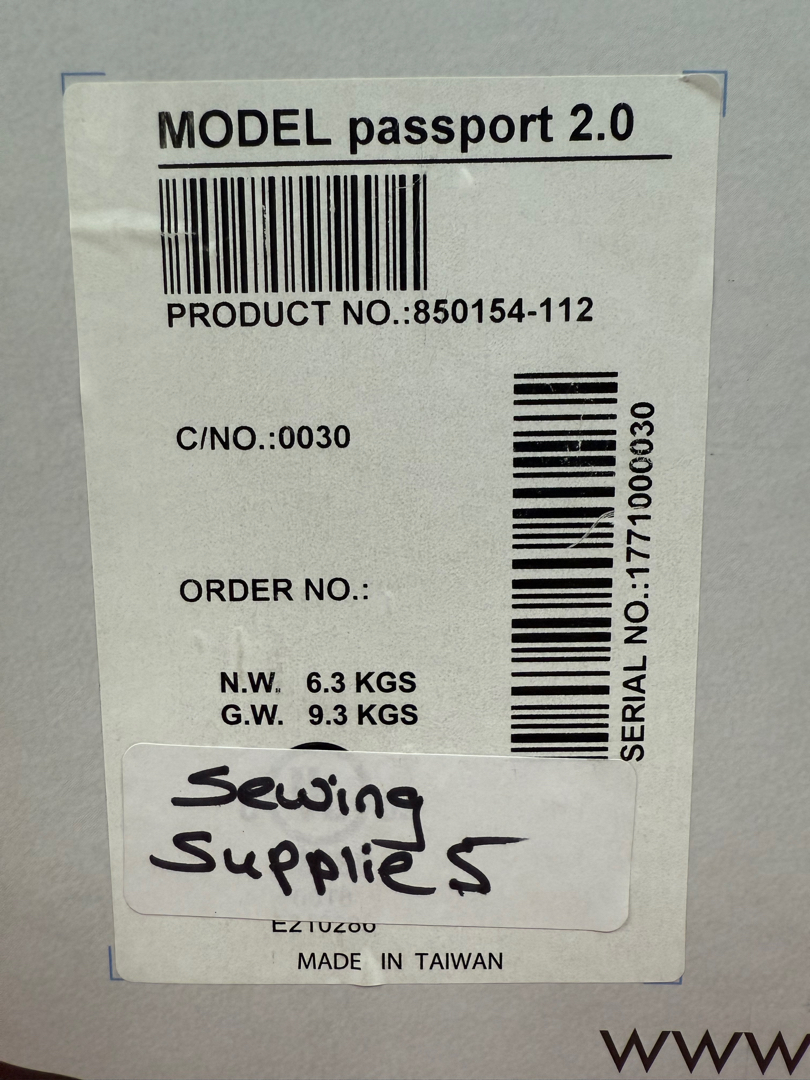 MODEL passport 2.0
PRODUCT NO.:850154-112
C/NO.:0030
SERIAL NO.:1771000030
ORDER NO.:
N.W. 6.3 KGS
G.W. 9.3 KGS
Sewing
Supplies
E210286
MADE IN TAIWAN
WWW